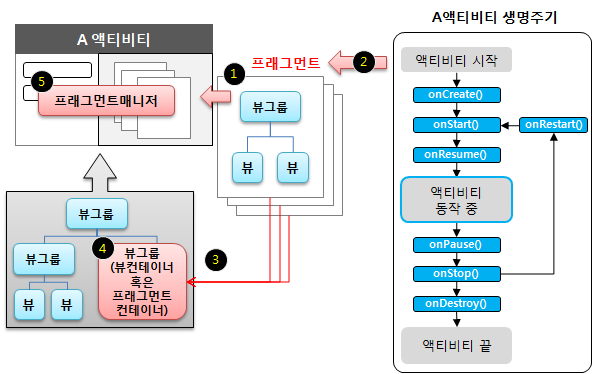 A 액티비티
5
프래그먼트매니저
1
프래그먼트
2
뷰그룹
뷰
뷰
3
뷰그룹
4
뷰그룹
뷰
뷰
뷰그룹
(뷰컨테이너
혹은
프래그먼트
컨테이너)
A액티비티 생명주기
액티비티 시작
onCreate()
onStart()
onRestart()
onResume()
액티비티
동작 중
onPause()
onStop()
onDestroy()
액티비티 끝